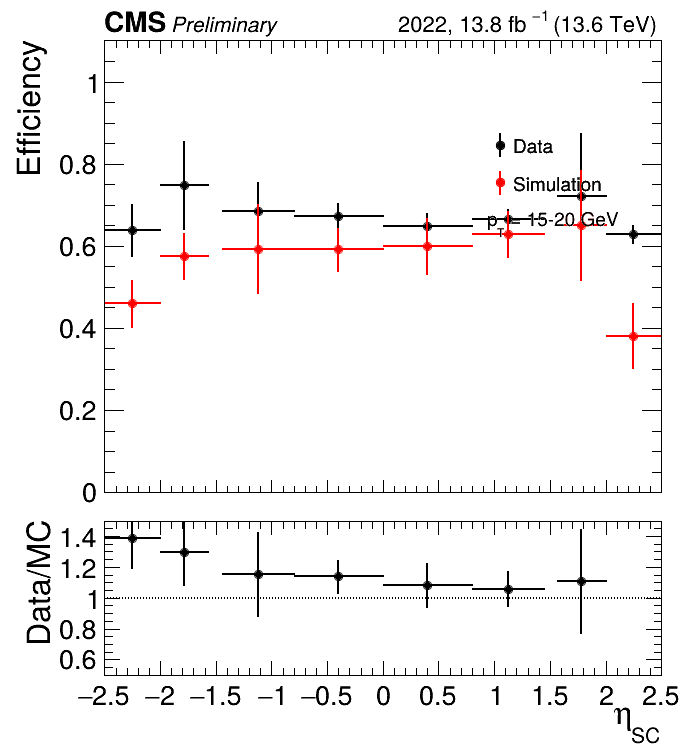 CMS Preliminary 2022, 13.8 fb⁻¹ (13.6 TeV)
Efficiency
1
0.8
0.6
0.4
0.2
0
Data
Simulation
p_T = 15-20 GeV
Data/MC
1.4
1.2
1
0.8
0.6
−2.5 −2 −1.5 −1 −0.5 0 0.5 1 1.5 2 2.5
η_SC